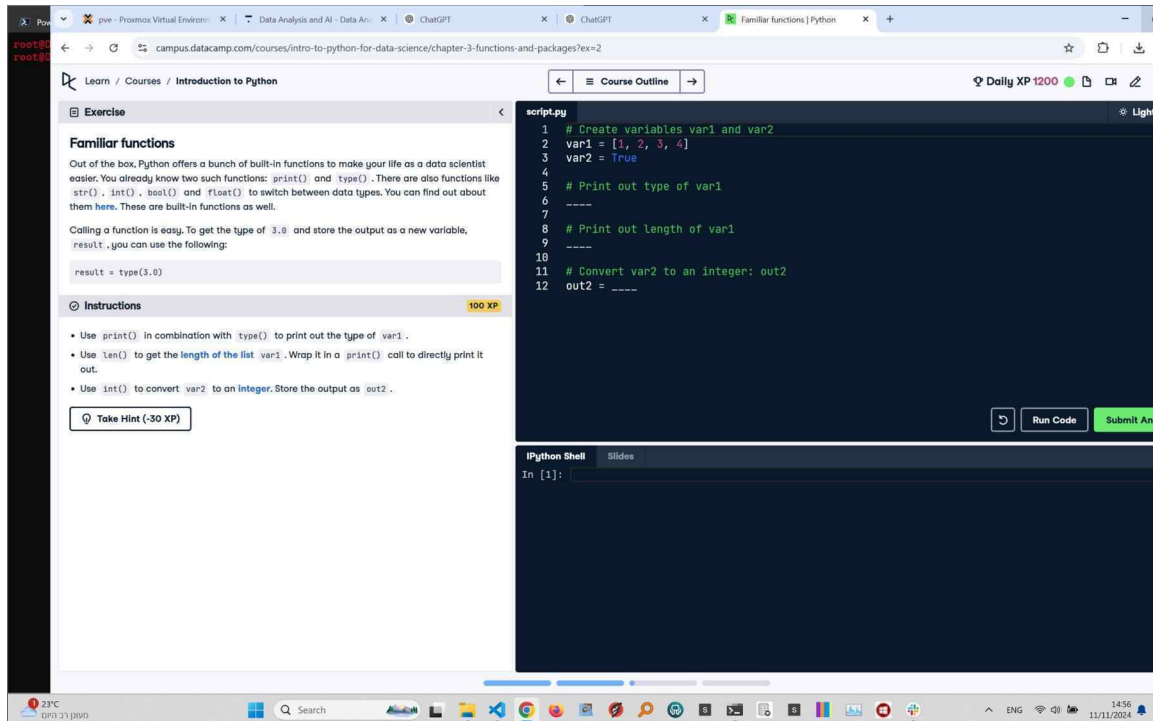 Pow
pve - Proxmox Virtual Environm
Data Analysis and AI - Data Ana
ChatGPT
ChatGPT
Familiar functions | Python
root@D
root@D
campus.datacamp.com/courses/intro-to-python-for-data-science/chapter-3-functions-and-packages?ex=2
Learn / Courses / Introduction to Python
Course Outline
Daily XP 1200
Exercise
Familiar functions
Out of the box, Python offers a bunch of built-in functions to make your life as a data scientist
easier. You already know two such functions: print() and type() . There are also functions like
str() , int() , bool() and float() to switch between data types. You can find out about
them here. These are built-in functions as well.
Calling a function is easy. To get the type of 3.0 and store the output as a new variable,
result , you can use the following:
result = type(3.0)
Instructions
100 XP
• Use print() in combination with type() to print out the type of var1 .
• Use len() to get the length of the list var1 . Wrap it in a print() call to directly print it
out.
• Use int() to convert var2 to an integer. Store the output as out2 .
Take Hint (-30 XP)
script.py
Light
1 # Create variables var1 and var2
2 var1 = [1, 2, 3, 4]
3 var2 = True
4
5 # Print out type of var1
6 ____
7
8 # Print out length of var1
9 ____
10
11 # Convert var2 to an integer: out2
12 out2 = ____
Run Code
Submit An
IPython Shell
Slides
In [1]:
1
23°C
מעונן רב היום
Search
ENG
14:56
11/11/2024